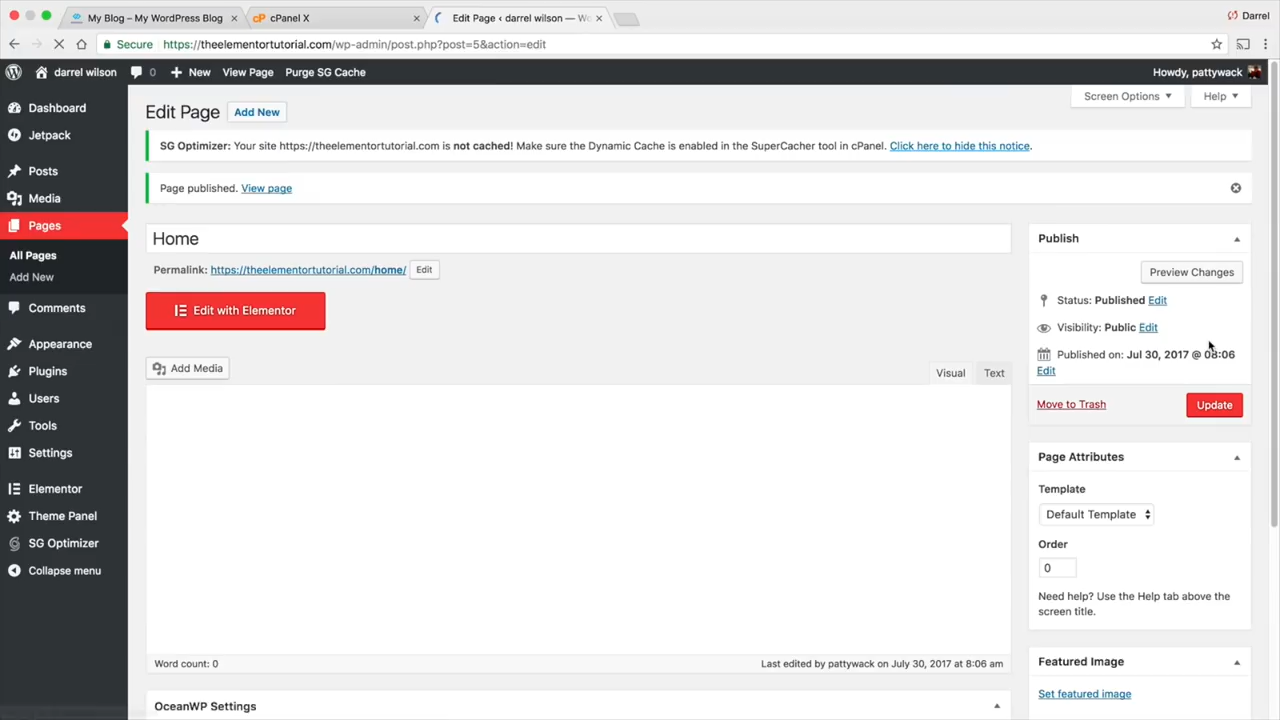 My Blog – My WordPress Blog
cPanel X
Edit Page ‹ darrel wilson — Wo
Darrel
Secure https://theelementortutorial.com/wp-admin/post.php?post=5&action=edit
darrel wilson 0 New View Page Purge SG Cache Howdy, pattywack
Screen Options Help
Dashboard
Jetpack
Posts
Media
Pages
All Pages
Add New
Comments
Appearance
Plugins
Users
Tools
Settings
Elementor
Theme Panel
SG Optimizer
Collapse menu
Edit Page Add New
SG Optimizer: Your site https://theelementortutorial.com is not cached! Make sure the Dynamic Cache is enabled in the SuperCacher tool in cPanel. Click here to hide this notice.
Page published. View page
Home
Permalink: https://theelementortutorial.com/home/ Edit
Edit with Elementor
Add Media
Visual Text
Word count: 0 Last edited by pattywack on July 30, 2017 at 8:06 am
OceanWP Settings
Publish
Preview Changes
Status: Published Edit
Visibility: Public Edit
Published on: Jul 30, 2017 @ 08:06
Edit
Move to Trash Update
Page Attributes
Template
Default Template
Order
0
Need help? Use the Help tab above the
screen title.
Featured Image
Set featured image